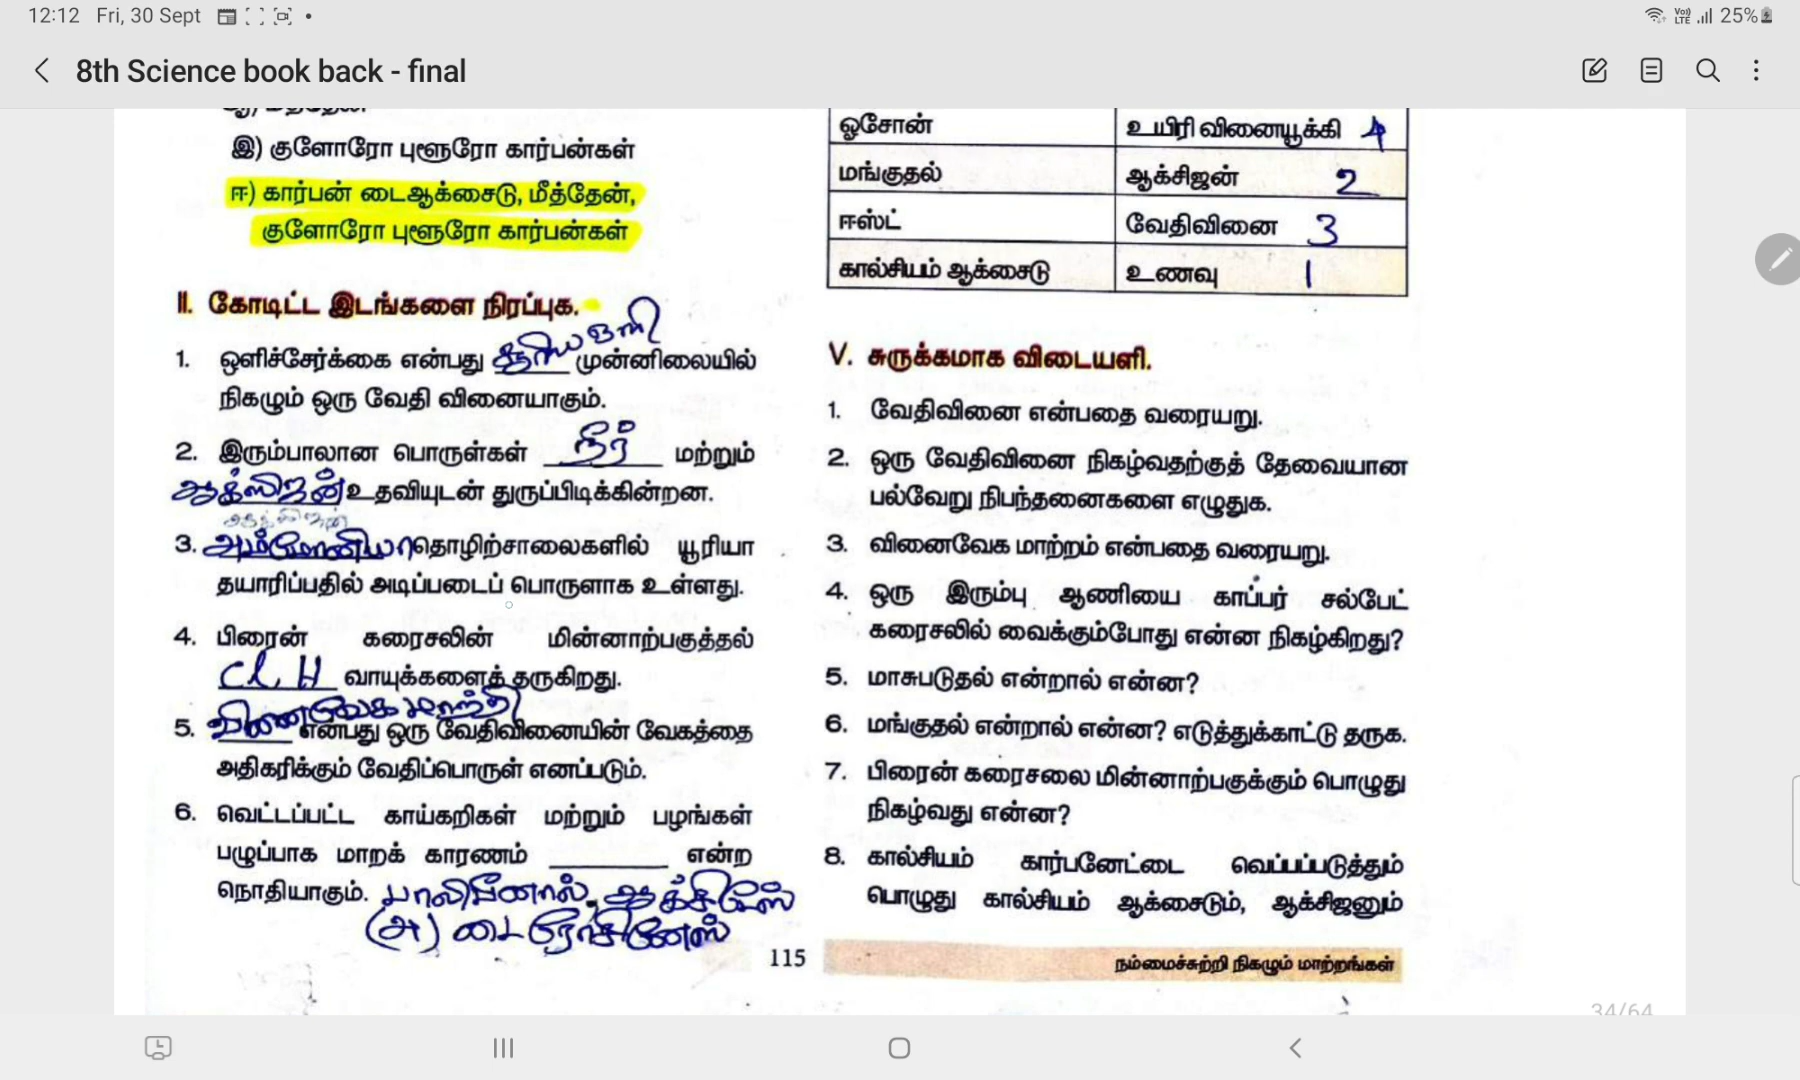 12:12 Fri, 30 Sept
25%
8th Science book back - final
இ) குளோரோ புளூரோ கார்பன்கள்
ஈ) கார்பன் டைஆக்சைடு, மீத்தேன்,
குளோரோ புளூரோ கார்பன்கள்
II. கோடிட்ட இடங்களை நிரப்புக.
1. ஒளிச்சேர்க்கை என்பது சூரிய ஒளி முன்னிலையில்
நிகழும் ஒரு வேதி வினையாகும்.
2. இரும்பாலான பொருள்கள் நீர் மற்றும்
ஆக்ஸிஜன் உதவியுடன் துருப்பிடிக்கின்றன.
3. அம்மோனியா தொழிற்சாலைகளில் யூரியா
தயாரிப்பதில் அடிப்படைப் பொருளாக உள்ளது.
4. பிரைன் கரைசலின் மின்னாற்பகுத்தல்
Cl, H வாயுக்களைத் தருகிறது.
5. வினைவேக மாற்றி என்பது ஒரு வேதிவினையின் வேகத்தை
அதிகரிக்கும் வேதிப்பொருள் எனப்படும்.
6. வெட்டப்பட்ட காய்கறிகள் மற்றும் பழங்கள்
பழுப்பாக மாறக் காரணம் ________ என்ற
நொதியாகும். பாலிபீனால் ஆக்சிடேஸ்
(அ) டைரோசினேஸ்
115
ஓசோன் உயிரி வினையூக்கி 4
மங்குதல் ஆக்சிஜன் 2
ஈஸ்ட் வேதிவினை 3
கால்சியம் ஆக்சைடு உணவு 1
V. சுருக்கமாக விடையளி.
1. வேதிவினை என்பதை வரையறு.
2. ஒரு வேதிவினை நிகழ்வதற்குத் தேவையான
பல்வேறு நிபந்தனைகளை எழுதுக.
3. வினைவேக மாற்றம் என்பதை வரையறு.
4. ஒரு இரும்பு ஆணியை காப்பர் சல்பேட்
கரைசலில் வைக்கும்போது என்ன நிகழ்கிறது?
5. மாசுபடுதல் என்றால் என்ன?
6. மங்குதல் என்றால் என்ன? எடுத்துக்காட்டு தருக.
7. பிரைன் கரைசலை மின்னாற்பகுக்கும் பொழுது
நிகழ்வது என்ன?
8. கால்சியம் கார்பனேட்டை வெப்பப்படுத்தும்
பொழுது கால்சியம் ஆக்சைடும், ஆக்சிஜனும்
நம்மைச்சுற்றி நிகழும் மாற்றங்கள்
34/64